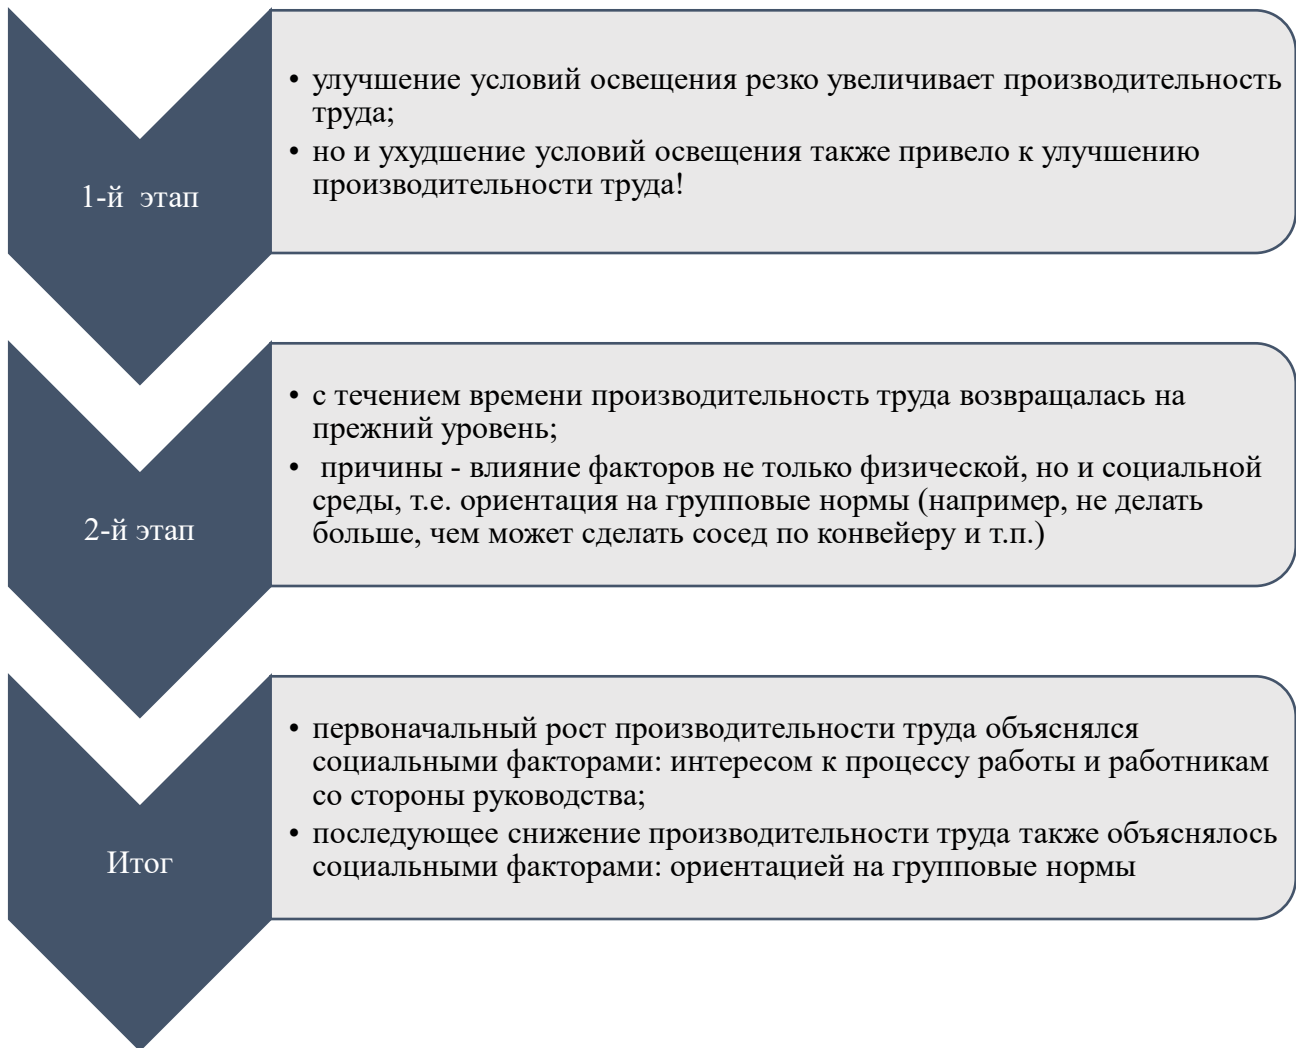 1-й этап
• улучшение условий освещения резко увеличивает производительность
труда;
• но и ухудшение условий освещения также привело к улучшению
производительности труда!
2-й этап
• с течением времени производительность труда возвращалась на
прежний уровень;
• причины - влияние факторов не только физической, но и социальной
среды, т.е. ориентация на групповые нормы (например, не делать
больше, чем может сделать сосед по конвейеру и т.п.)
Итог
• первоначальный рост производительности труда объяснялся
социальными факторами: интересом к процессу работы и работникам
со стороны руководства;
• последующее снижение производительности труда также объяснялось
социальными факторами: ориентацией на групповые нормы